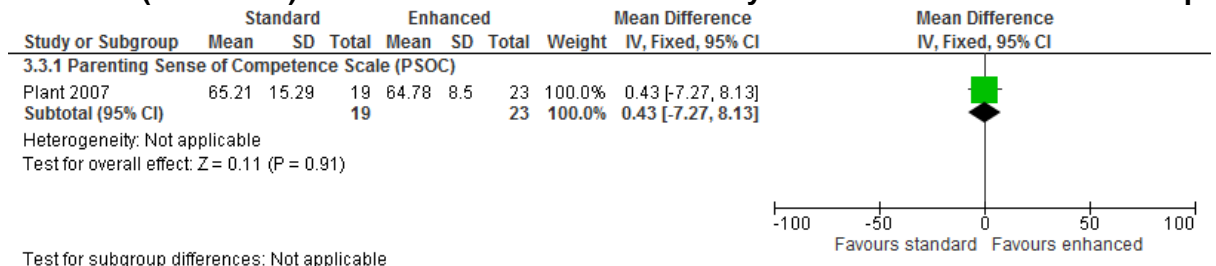 Standard Enhanced Mean Difference Mean Difference
Study or Subgroup Mean SD Total Mean SD Total Weight IV, Fixed, 95% CI IV, Fixed, 95% CI
3.3.1 Parenting Sense of Competence Scale (PSOC)
Plant 2007 65.21 15.29 19 64.78 8.5 23 100.0% 0.43 [-7.27, 8.13]
Subtotal (95% CI) 19 23 100.0% 0.43 [-7.27, 8.13]
Heterogeneity: Not applicable
Test for overall effect: Z = 0.11 (P = 0.91)
-100 -50 0 50 100
Favours standard Favours enhanced
Test for subgroup differences: Not applicable